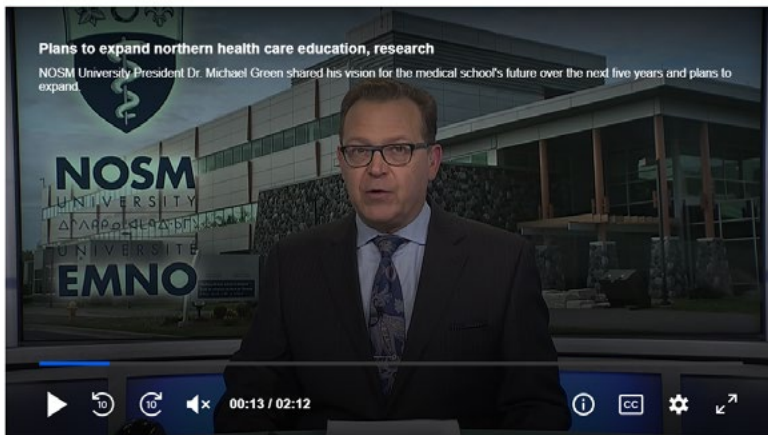 Plans to expand northern health care education, research
NOSM University President Dr. Michael Green shared his vision for the medical school's future over the next five years and plans to
expand.
NOSM
UNIVERSITY
UNIVERSITÉ
EMNO
10
10
00:13 / 02:12
CC